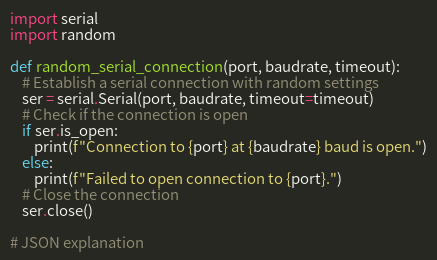 import serial
import random

def random_serial_connection(port, baudrate, timeout):
    # Establish a serial connection with random settings
    ser = serial.Serial(port, baudrate, timeout=timeout)
    # Check if the connection is open
    if ser.is_open:
        print(f"Connection to {port} at {baudrate} baud is open.")
    else:
        print(f"Failed to open connection to {port}.")
    # Close the connection
    ser.close()

# JSON explanation